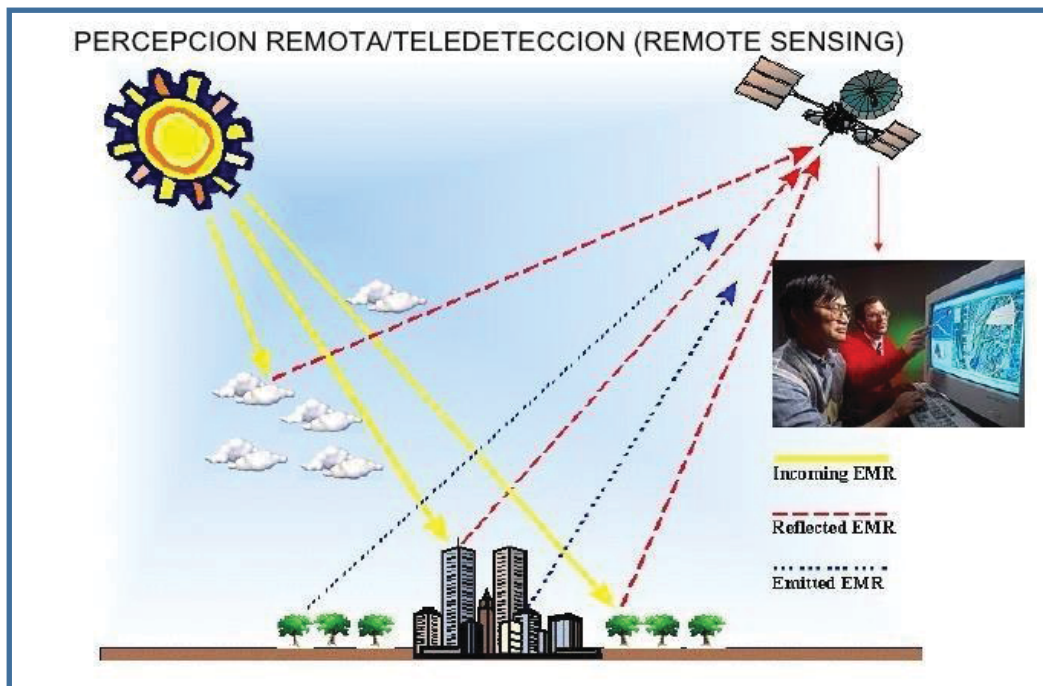 PERCEPCION REMOTA/TELEDETECCION (REMOTE SENSING)
Incoming EMR
Reflected EMR
Emitted EMR